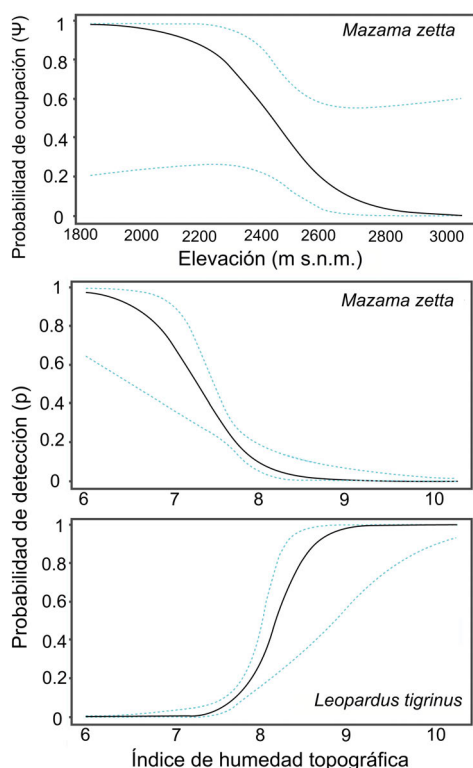 Probabilidad de ocupación (Ψ)
Mazama zetta
1
0.8
0.6
0.4
0.2
0
1800 2000 2200 2400 2600 2800 3000
Elevación (m s.n.m.)
Probabilidad de detección (p)
Mazama zetta
1
0.8
0.6
0.4
0.2
0
6 7 8 9 10
1
0.8
0.6
0.4
0.2
0
Leopardus tigrinus
6 7 8 9 10
Índice de humedad topográfica